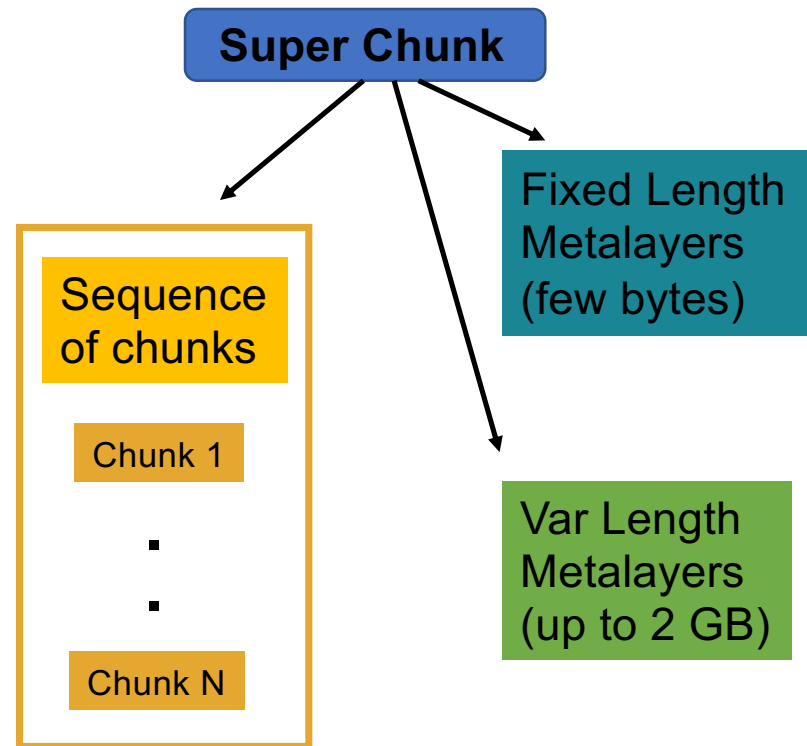 Super Chunk
Fixed Length
Metalayers
(few bytes)
Sequence
of chunks
Chunk 1
.
.
Chunk N
Var Length
Metalayers
(up to 2 GB)